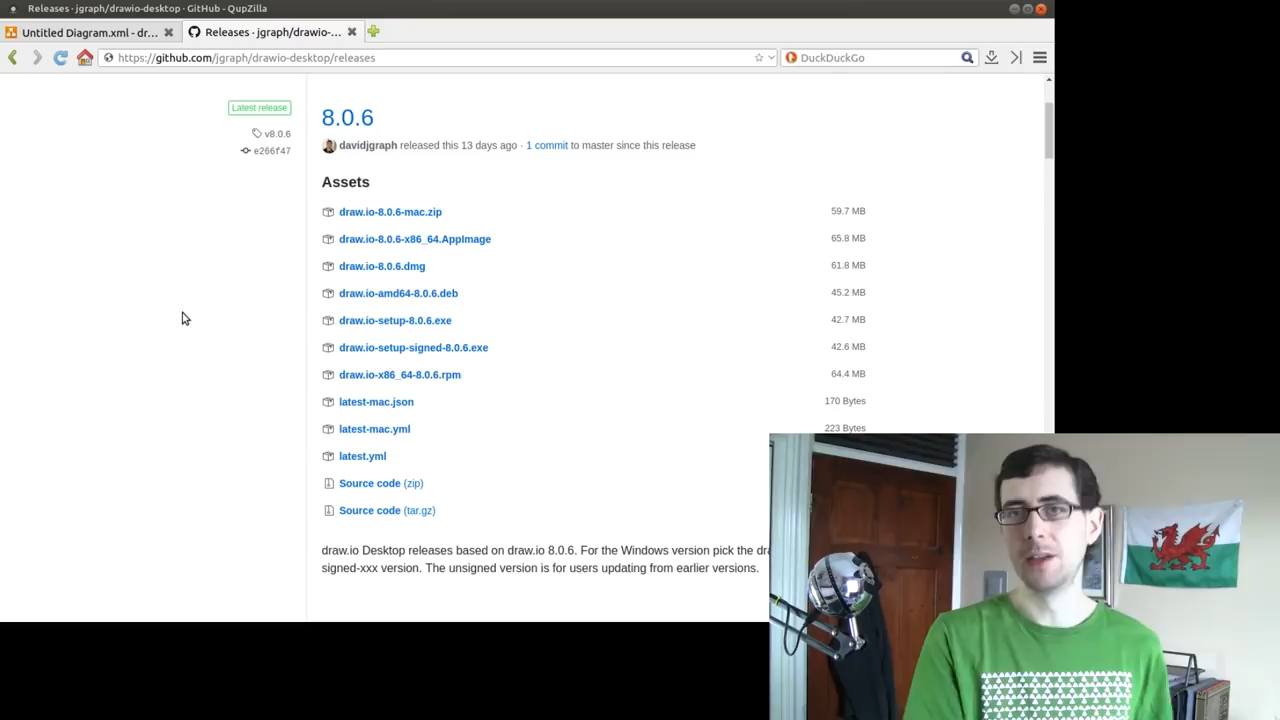 Releases · jgraph/drawio-desktop · GitHub - QupZilla
Untitled Diagram.xml - dr...
Releases · jgraph/drawio-...
https://github.com/jgraph/drawio-desktop/releases
DuckDuckGo
Latest release
v8.0.6
e266f47
8.0.6
davidjgraph released this 13 days ago · 1 commit to master since this release
Assets
draw.io-8.0.6-mac.zip 59.7 MB
draw.io-8.0.6-x86_64.AppImage 65.8 MB
draw.io-8.0.6.dmg 61.8 MB
draw.io-amd64-8.0.6.deb 45.2 MB
draw.io-setup-8.0.6.exe 42.7 MB
draw.io-setup-signed-8.0.6.exe 42.6 MB
draw.io-x86_64-8.0.6.rpm 64.4 MB
latest-mac.json 170 Bytes
latest-mac.yml 223 Bytes
latest.yml
Source code (zip)
Source code (tar.gz)
draw.io Desktop releases based on draw.io 8.0.6. For the Windows version pick the dra
signed-xxx version. The unsigned version is for users updating from earlier versions.